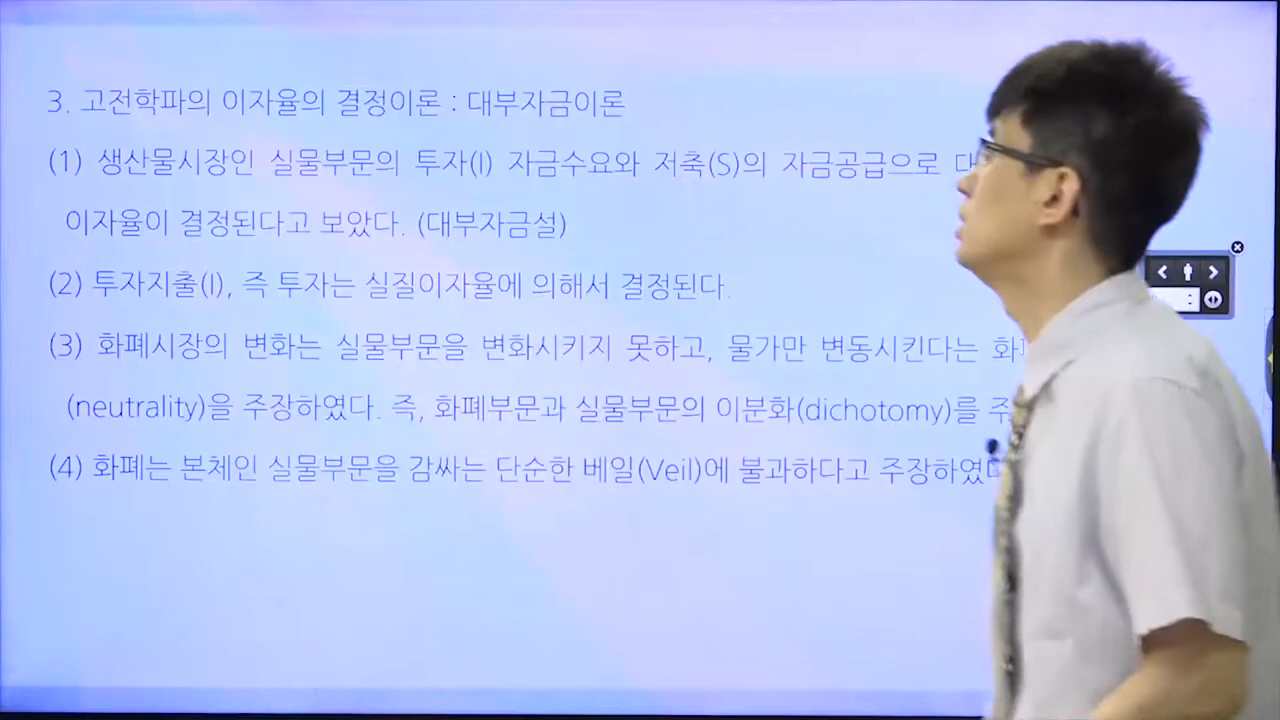 3. 고전학파의 이자율의 결정이론 : 대부자금이론
(1) 생산물시장인 실물부문의 투자(I) 자금수요와 저축(S)의 자금공급으로
이자율이 결정된다고 보았다. (대부자금설)
(2) 투자지출(I), 즉 투자는 실질이자율에 의해서 결정된다.
(3) 화폐시장의 변화는 실물부문을 변화시키지 못하고, 물가만 변동시킨다는
(neutrality)을 주장하였다. 즉, 화폐부문과 실물부문의 이분화(dichotomy)를
(4) 화폐는 본체인 실물부문을 감싸는 단순한 베일(Veil)에 불과하다고